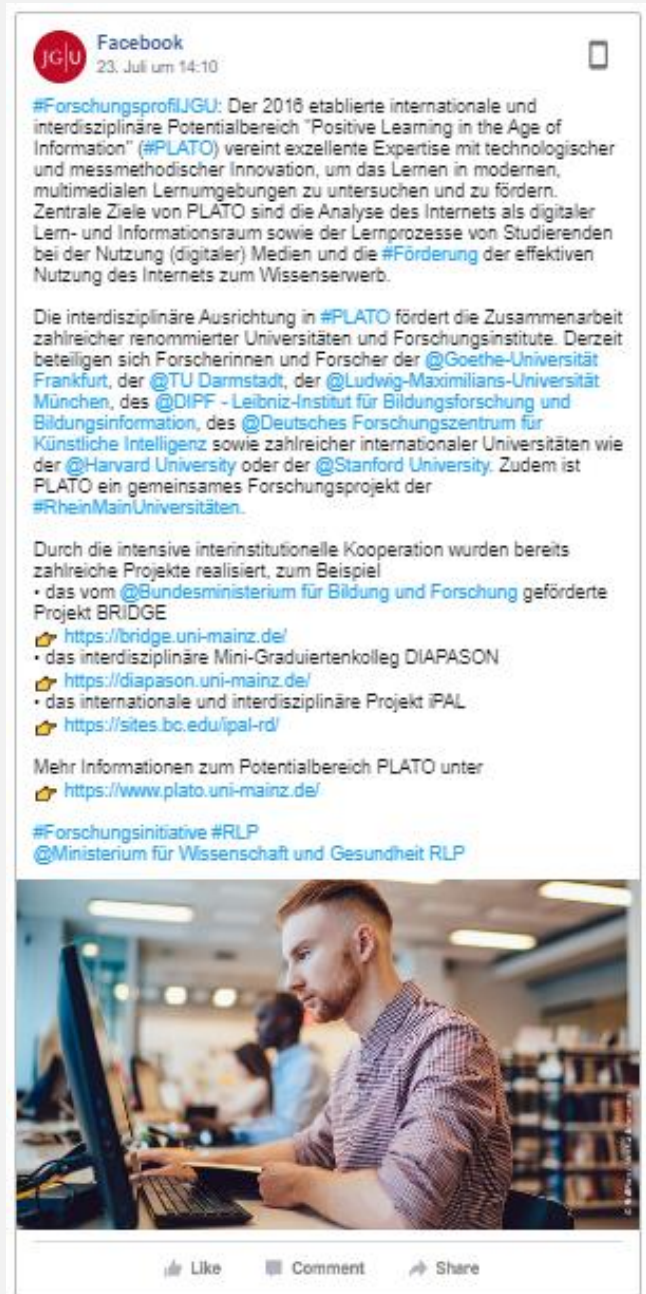 JG|U
Facebook
23. Juli um 14:10
#ForschungsprofilJGU: Der 2016 etablierte internationale und
interdisziplinäre Potentialbereich "Positive Learning in the Age of
Information" (#PLATO) vereint exzellente Expertise mit technologischer
und messmethodischer Innovation, um das Lernen in modernen,
multimedialen Lernumgebungen zu untersuchen und zu fördern.
Zentrale Ziele von PLATO sind die Analyse des Internets als digitaler
Lern- und Informationsraum sowie der Lernprozesse von Studierenden
bei der Nutzung (digitaler) Medien und die #Förderung der effektiven
Nutzung des Internets zum Wissenserwerb.
Die interdisziplinäre Ausrichtung in #PLATO fördert die Zusammenarbeit
zahlreicher renommierter Universitäten und Forschungsinstitute. Derzeit
beteiligen sich Forscherinnen und Forscher der @Goethe-Universität
Frankfurt, der @TU Darmstadt, der @Ludwig-Maximilians-Universität
München, des @DIPF - Leibniz-Institut für Bildungsforschung und
Bildungsinformation, des @Deutsches Forschungszentrum für
Künstliche Intelligenz sowie zahlreicher internationaler Universitäten wie
der @Harvard University oder der @Stanford University. Zudem ist
PLATO ein gemeinsames Forschungsprojekt der
#RheinMainUniversitäten.
Durch die intensive interinstitutionelle Kooperation wurden bereits
zahlreiche Projekte realisiert, zum Beispiel
• das vom @Bundesministerium für Bildung und Forschung geförderte
Projekt BRIDGE
👉 https://bridge.uni-mainz.de/
• das interdisziplinäre Mini-Graduiertenkolleg DIAPASON
👉 https://diapason.uni-mainz.de/
• das internationale und interdisziplinäre Projekt iPAL
👉 https://sites.bc.edu/ipal-rd/
Mehr Informationen zum Potentialbereich PLATO unter
👉 https://www.plato.uni-mainz.de/
#Forschungsinitiative #RLP
@Ministerium für Wissenschaft und Gesundheit RLP
Like Comment Share